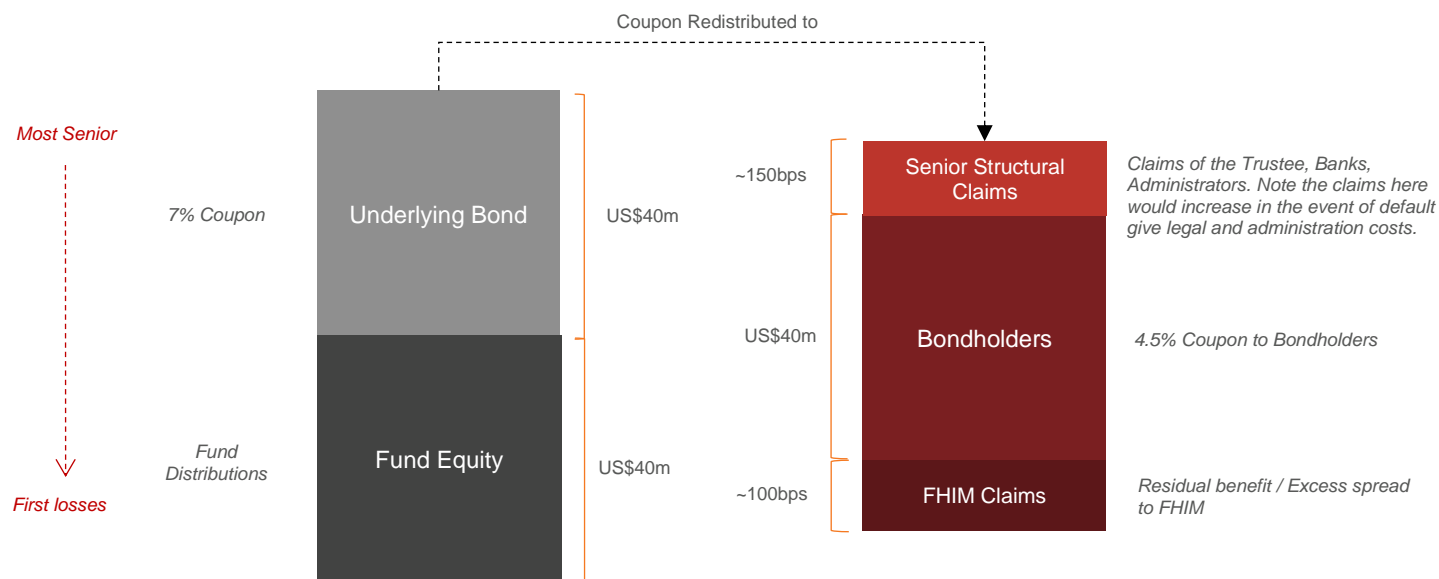 Coupon Redistributed to
Most Senior
First losses
7% Coupon
Fund
Distributions
Underlying Bond
Fund Equity
US$40m
US$40m
~150bps
US$40m
~100bps
Senior Structural
Claims
Bondholders
FHIM Claims
Claims of the Trustee, Banks,
Administrators. Note the claims here
would increase in the event of default
give legal and administration costs.
4.5% Coupon to Bondholders
Residual benefit / Excess spread
to FHIM